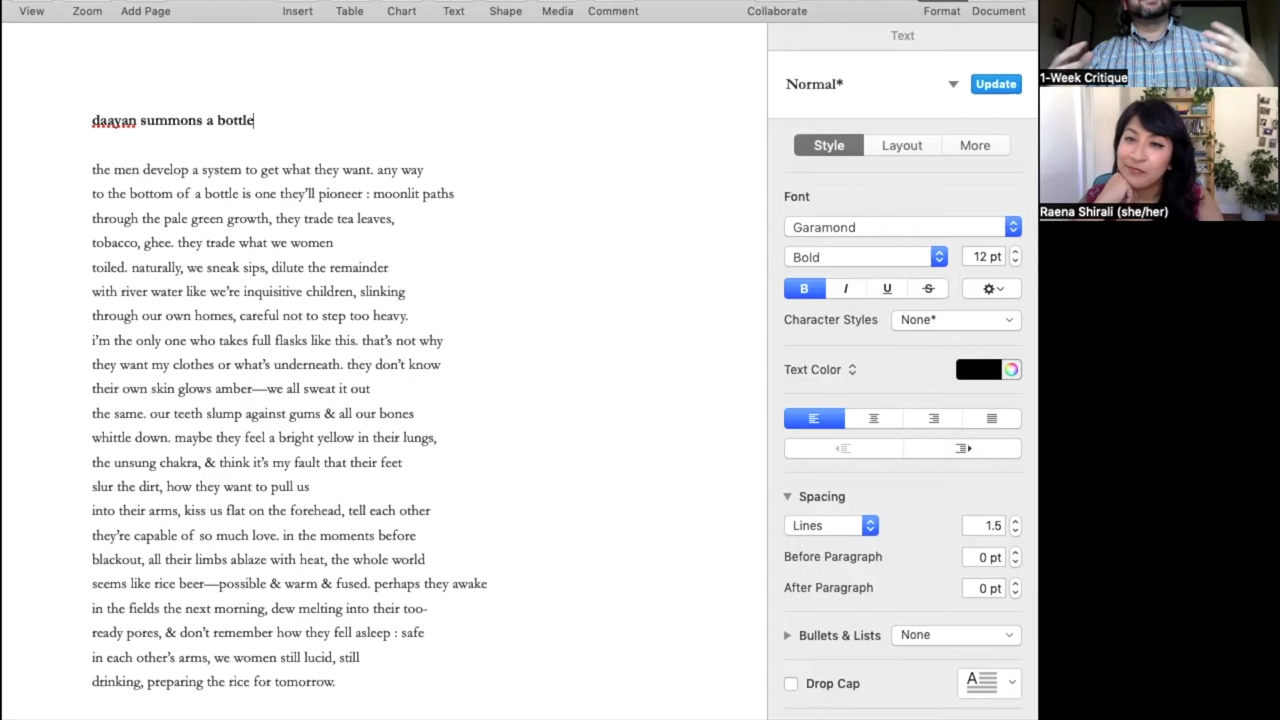 View
Zoom
Add Page
Insert
Table
Chart
Text
Shape
Media
Comment
Collaborate
Format
Document
Text
Normal*
Update
Style
Layout
More
Font
Garamond
Bold
12 pt
B
I
U
S
Character Styles
None*
Text Color
Spacing
Lines
1.5
Before Paragraph
0 pt
After Paragraph
0 pt
Bullets & Lists
None
Drop Cap
A
daayan summons a bottle
the men develop a system to get what they want. any way
to the bottom of a bottle is one they’ll pioneer : moonlit paths
through the pale green growth, they trade tea leaves,
tobacco, ghee. they trade what we women
toiled. naturally, we sneak sips, dilute the remainder
with river water like we’re inquisitive children, slinking
through our own homes, careful not to step too heavy.
i’m the only one who takes full flasks like this. that’s not why
they want my clothes or what’s underneath. they don’t know
their own skin glows amber—we all sweat it out
the same. our teeth slump against gums & all our bones
whittle down. maybe they feel a bright yellow in their lungs,
the unsung chakra, & think it’s my fault that their feet
slur the dirt, how they want to pull us
into their arms, kiss us flat on the forehead, tell each other
they’re capable of so much love. in the moments before
blackout, all their limbs ablaze with heat, the whole world
seems like rice beer—possible & warm & fused. perhaps they awake
in the fields the next morning, dew melting into their too-
ready pores, & don’t remember how they fell asleep : safe
in each other’s arms, we women still lucid, still
drinking, preparing the rice for tomorrow.
1-Week Critique
Raena Shirali (she/her)